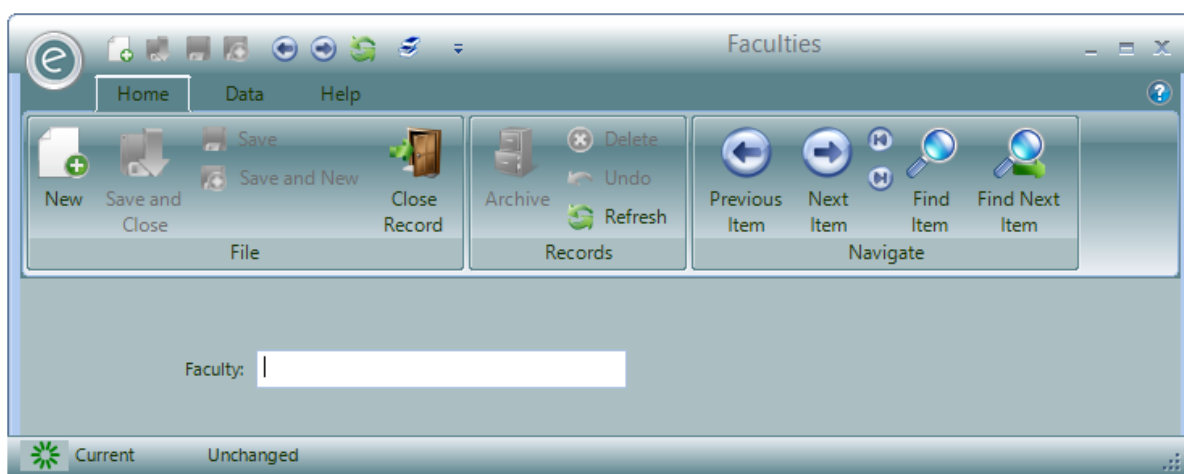 e
Faculties
Home Data Help
New
Save and
Close
Save
Save and New
Close
Record
File
Archive
Delete
Undo
Refresh
Records
Previous
Item
Next
Item
Find
Item
Find Next
Item
Navigate
Faculty:
Current Unchanged